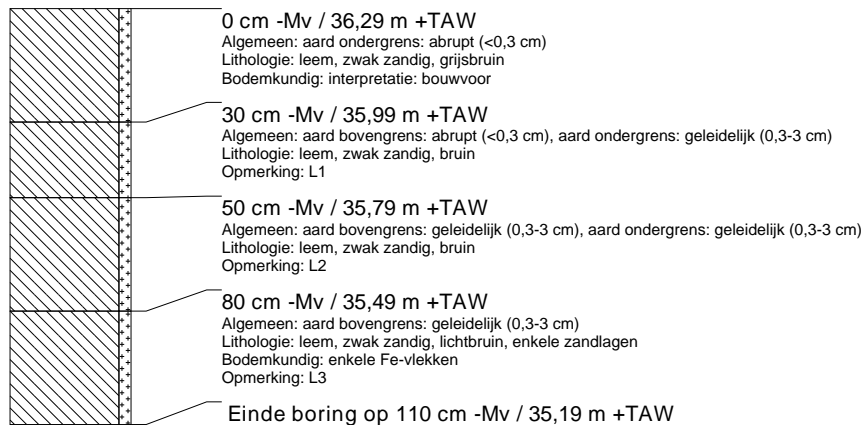 0 cm -Mv / 36,29 m +TAW
Algemeen: aard ondergrens: abrupt (<0,3 cm)
Lithologie: leem, zwak zandig, grijsbruin
Bodemkundig: interpretatie: bouwvoor
30 cm -Mv / 35,99 m +TAW
Algemeen: aard bovengrens: abrupt (<0,3 cm), aard ondergrens: geleidelijk (0,3-3 cm)
Lithologie: leem, zwak zandig, bruin
Opmerking: L1
50 cm -Mv / 35,79 m +TAW
Algemeen: aard bovengrens: geleidelijk (0,3-3 cm), aard ondergrens: geleidelijk (0,3-3 cm)
Lithologie: leem, zwak zandig, bruin
Opmerking: L2
80 cm -Mv / 35,49 m +TAW
Algemeen: aard bovengrens: geleidelijk (0,3-3 cm)
Lithologie: leem, zwak zandig, lichtbruin, enkele zandlagen
Bodemkundig: enkele Fe-vlekken
Opmerking: L3
Einde boring op 110 cm -Mv / 35,19 m +TAW